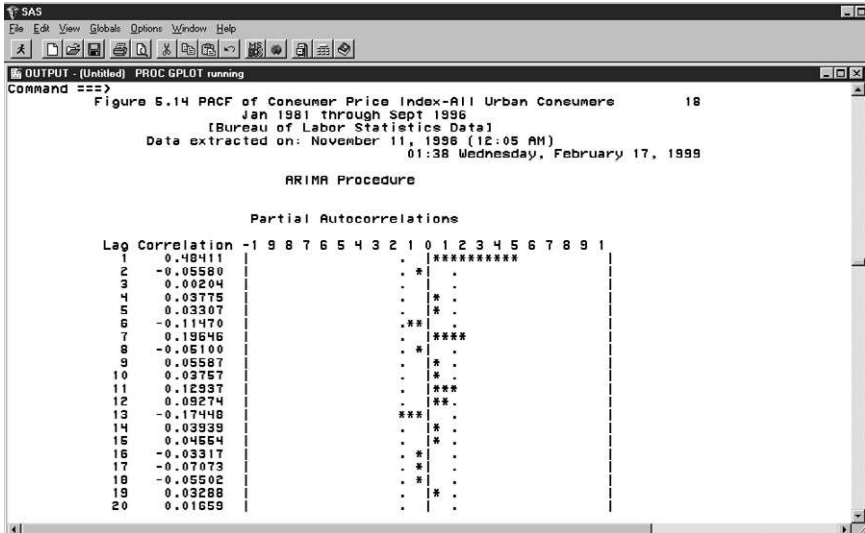 SAS
File Edit View Globals Options Window Help
OUTPUT - (Untitled) PROC GPLOT running
Command ===>
Figure 5.14 PACF of Consumer Price Index-All Urban Consumers 18
Jan 1981 through Sept 1996
[Bureau of Labor Statistics Data]
Data extracted on: November 11, 1996 (12:05 AM)
01:38 Wednesday, February 17, 1999
ARIMA Procedure
Partial Autocorrelations
Lag Correlation -1 9 8 7 6 5 4 3 2 1 0 1 2 3 4 5 6 7 8 9 1
1 0.48411 | . |********** |
2 -0.05580 | . *| . |
3 0.00204 | . | . |
4 0.03775 | . |* . |
5 0.03307 | . |* . |
6 -0.11470 | .**| . |
7 0.19646 | . |**** |
8 -0.05100 | . *| . |
9 0.05587 | . |* . |
10 0.03757 | . |* . |
11 0.12937 | . |*** |
12 0.09274 | . |**. |
13 -0.17448 | ***| . |
14 0.03939 | . |* . |
15 0.04554 | . |* . |
16 -0.03317 | . *| . |
17 -0.07073 | . *| . |
18 -0.05502 | . *| . |
19 0.03288 | . |* . |
20 0.01659 | . | . |